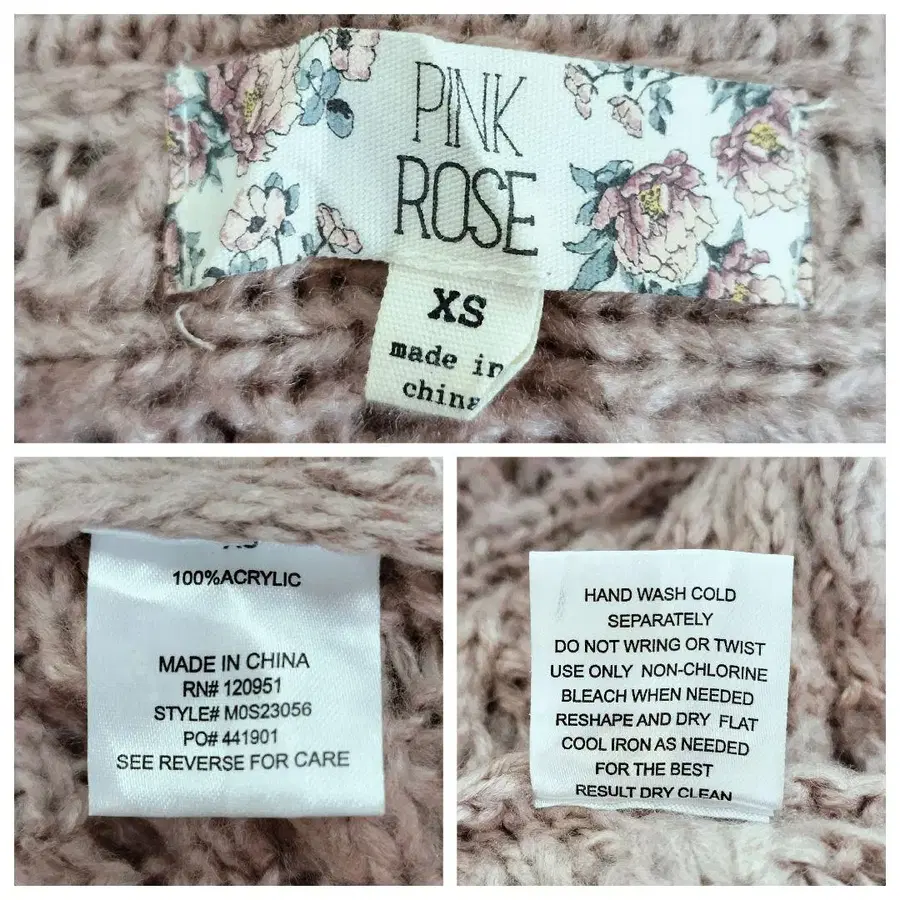 PINK
ROSE
XS
made in
china
100%ACRYLIC
MADE IN CHINA
RN# 120951
STYLE# M0S23056
PO# 441901
SEE REVERSE FOR CARE
HAND WASH COLD
SEPARATELY
DO NOT WRING OR TWIST
USE ONLY NON-CHLORINE
BLEACH WHEN NEEDED
RESHAPE AND DRY FLAT
COOL IRON AS NEEDED
FOR THE BEST
RESULT DRY CLEAN